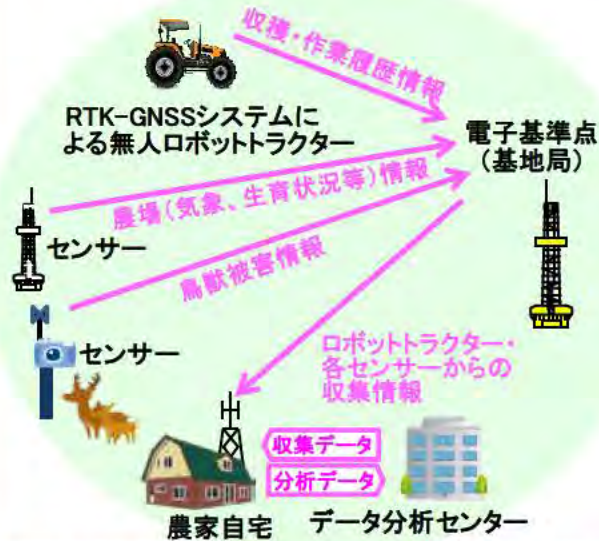 収穫・作業履歴情報
RTK-GNSSシステムに
よる無人ロボットトラクター
電子基準点
(基地局)
農場(気象、生育状況等)情報
センサー
鳥獣被害情報
センサー
ロボットトラクター・
各センサーからの
収集情報
収集データ
分析データ
農家自宅
データ分析センター